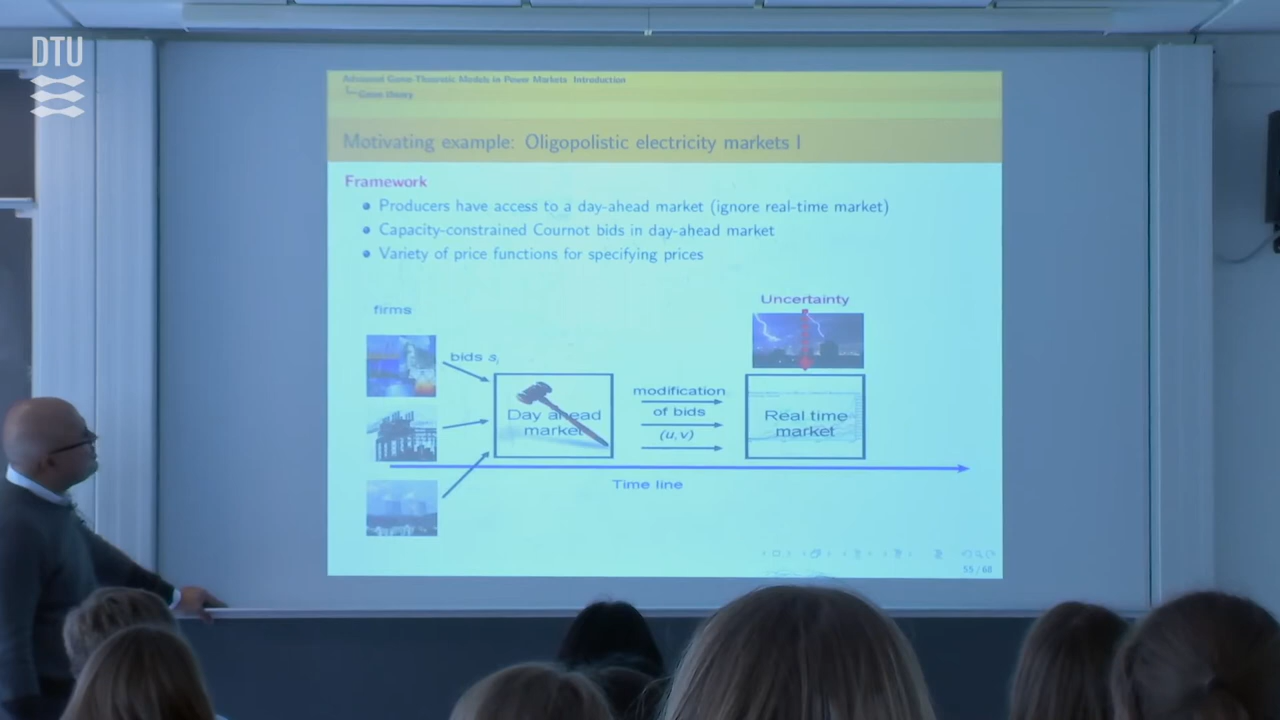 DTU
Advanced Game-Theoretic Models in Power Markets Introduction
Game theory
Motivating example: Oligopolistic electricity markets I
Framework
Producers have access to a day-ahead market (ignore real-time market)
Capacity-constrained Cournot bids in day-ahead market
Variety of price functions for specifying prices
firms
Uncertainty
bids sᵢ
Day ahead
market
modification
of bids
(u, v)
Real time
market
Time line
55 / 68